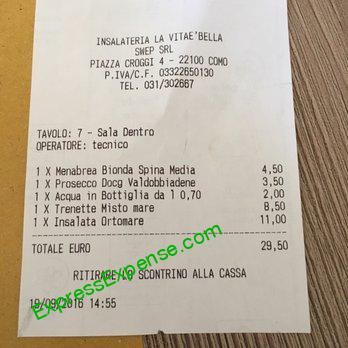 INSALATERIA LA VITAE'BELLA
SWEP SRL
PIAZZA CROGGI 4 - 22100 COMO
P.IVA/C.F. 03322650130
TEL. 031/302667
TAVOLO: 7 - Sala Dentro
OPERATORE: tecnico
1 X Menabrea Bionda Spina Media 4,50
1 X Prosecco Docg Valdobbiadene 3,50
1 X Acqua in Bottiglia da l 0,70 2,00
1 X Trenette Misto mare 8,50
1 X Insalata Ortomare 11,00
TOTALE EURO 29,50
RITIRARE LO SCONTRINO ALLA CASSA
19/09/2016 14:55
ExpressExpense.com